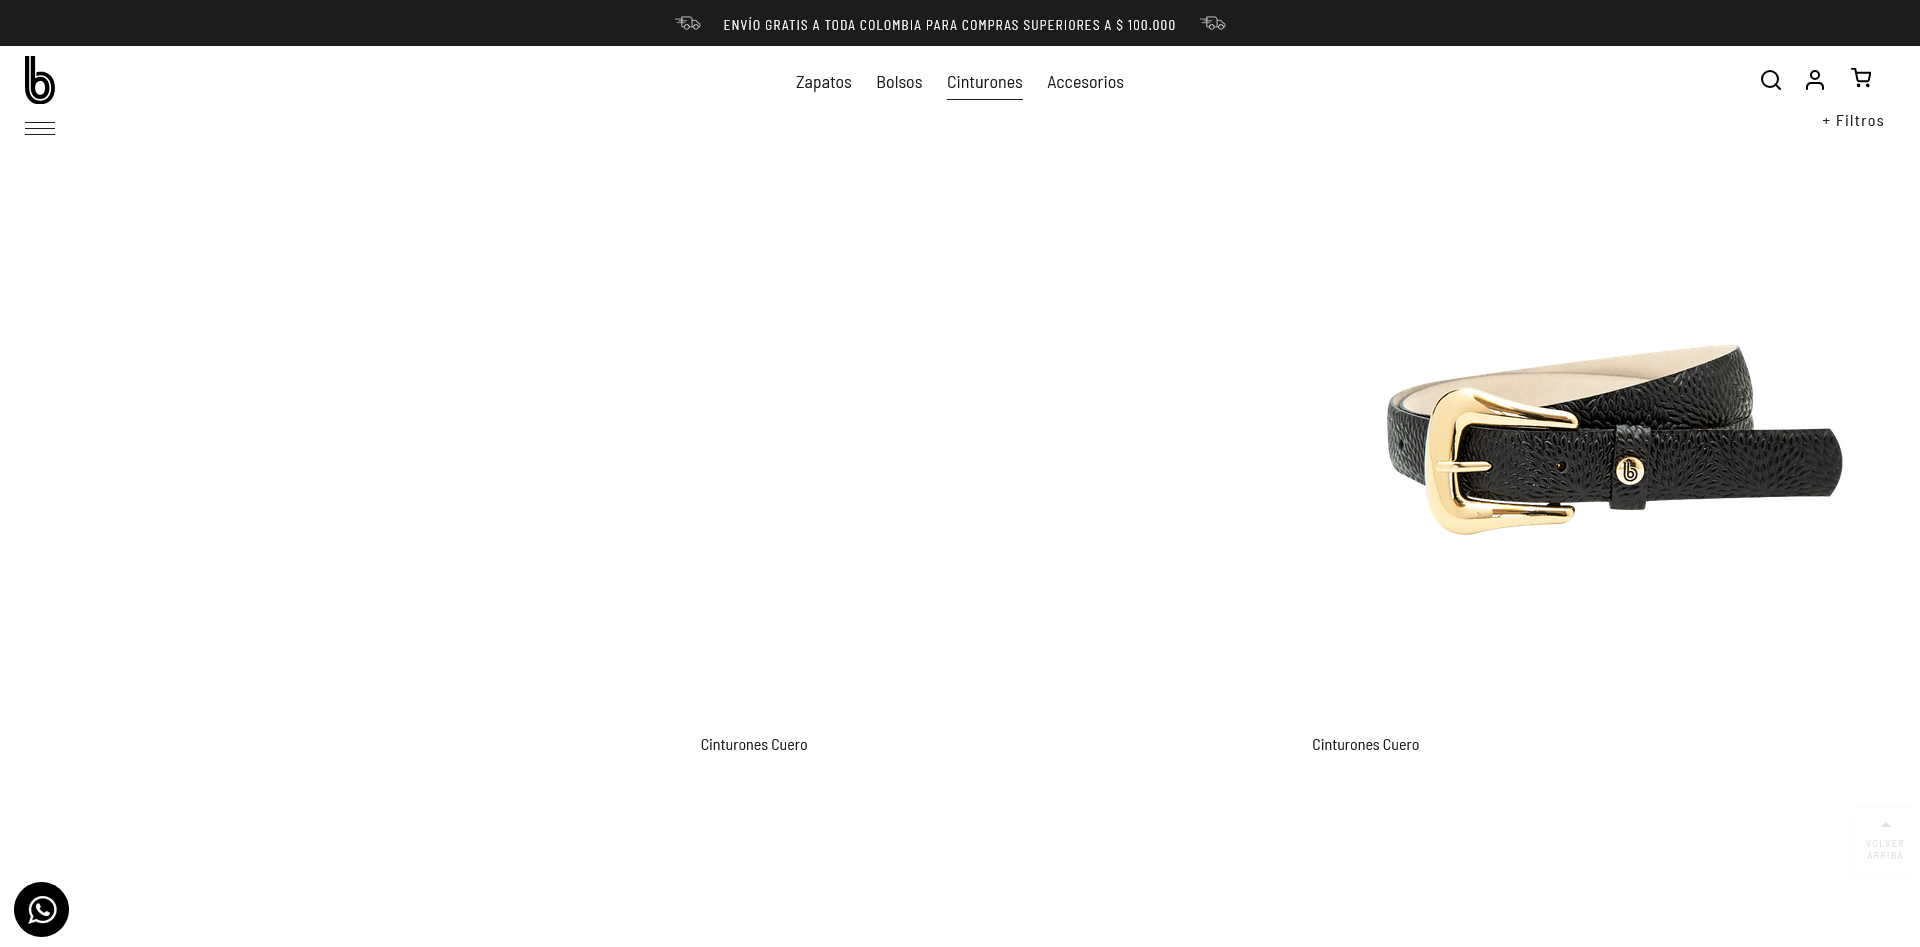 ENVÍO GRATIS A TODA COLOMBIA PARA COMPRAS SUPERIORES A $ 100.000
b
Zapatos
Bolsos
Cinturones
Accesorios
+ Filtros
b
Cinturones Cuero
Cinturones Cuero
VOLVER
ARRIBA